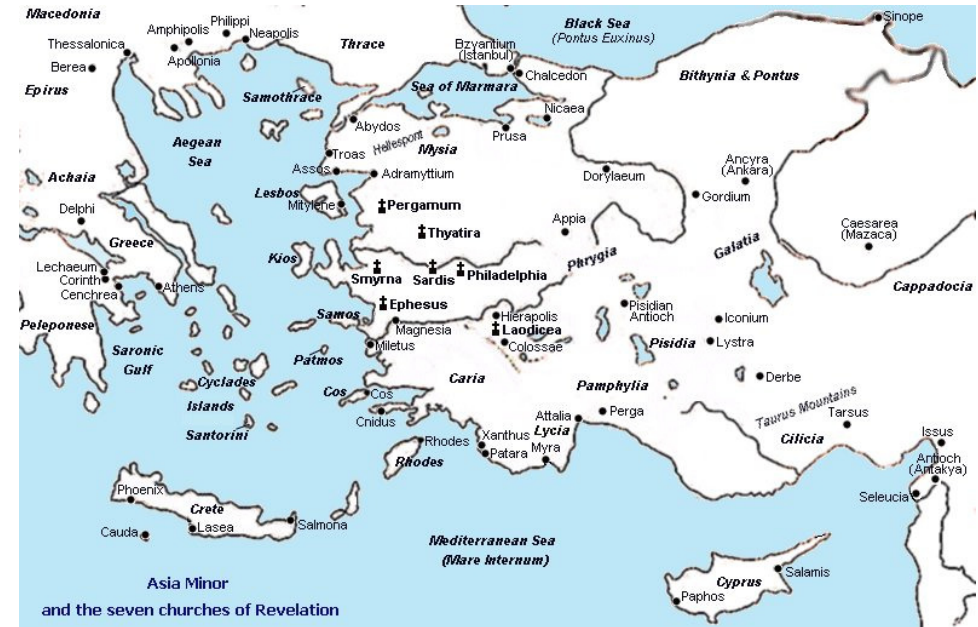 Macedonia
Philippi
Amphipolis
Neapolis
Thessalonica
Apollonia
Berea
Epirus
Thrace
Samothrace
Black Sea
(Pontus Euxinus)
Sinope
Bzyantium
(Istanbul)
Chalcedon
Sea of Marmara
Bithynia & Pontus
Nicaea
Prusa
Abydos
Hellespont
Mysia
Troas
Assos
Adramyttium
Aegean
Sea
Lesbos
Mitylene
Pergamum
Thyatira
Dorylaeum
Ancyra
(Ankara)
Gordium
Appia
Phrygia
Galatia
Caesarea
(Mazaca)
Cappadocia
Achaia
Delphi
Greece
Lechaeum
Corinth
Cenchrea
Athens
Peleponese
Saronic
Gulf
Kios
Smyrna
Sardis
Philadelphia
Ephesus
Samos
Magnesia
Miletus
Hierapolis
Laodicea
Colossae
Pisidian
Antioch
Iconium
Pisidia
Lystra
Derbe
Patmos
Cyclades
Islands
Santorini
Caria
Pamphylia
Cos
Cos
Cnidus
Attalia
Perga
Taurus Mountains
Tarsus
Cilicia
Issus
Antioch
(Antakya)
Seleucia
Rhodes
Rhodes
Xanthus
Lycia
Patara
Myra
Phoenix
Crete
Cauda
Lasea
Salmona
Mediterranean Sea
(Mare Internum)
Cyprus
Salamis
Paphos
Asia Minor
and the seven churches of Revelation